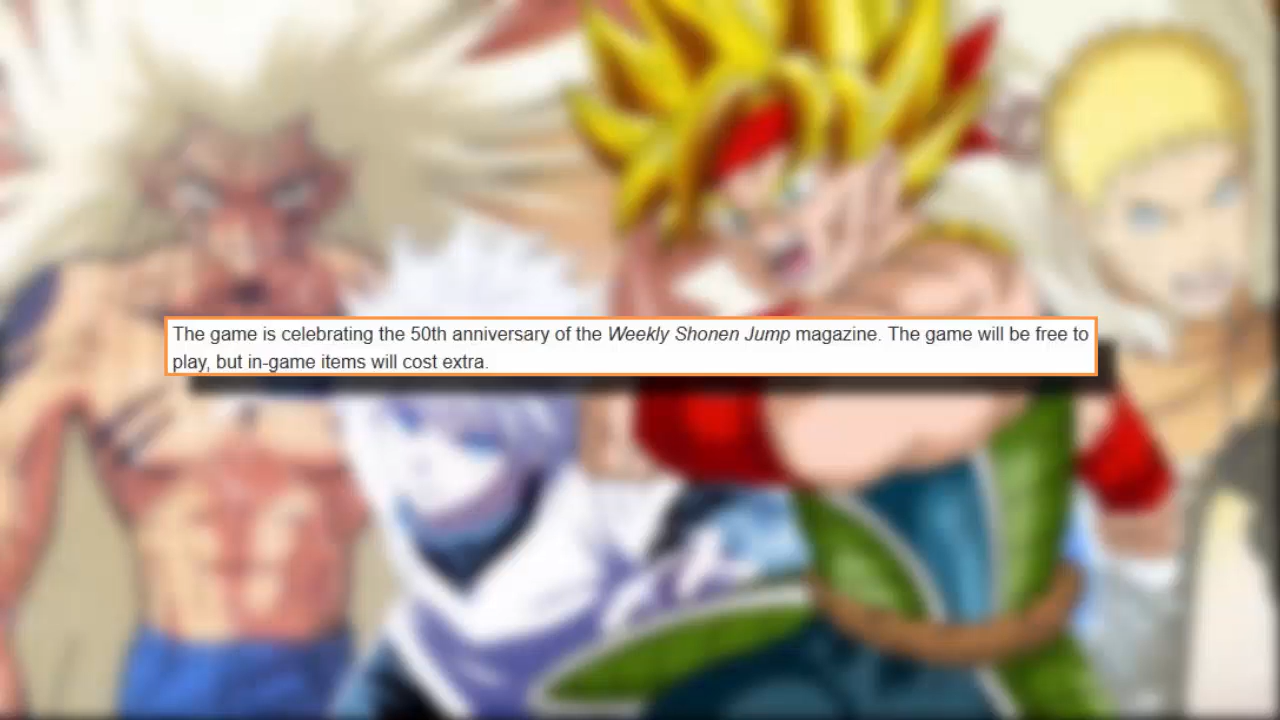 The game is celebrating the 50th anniversary of the Weekly Shonen Jump magazine. The game will be free to
play, but in-game items will cost extra.